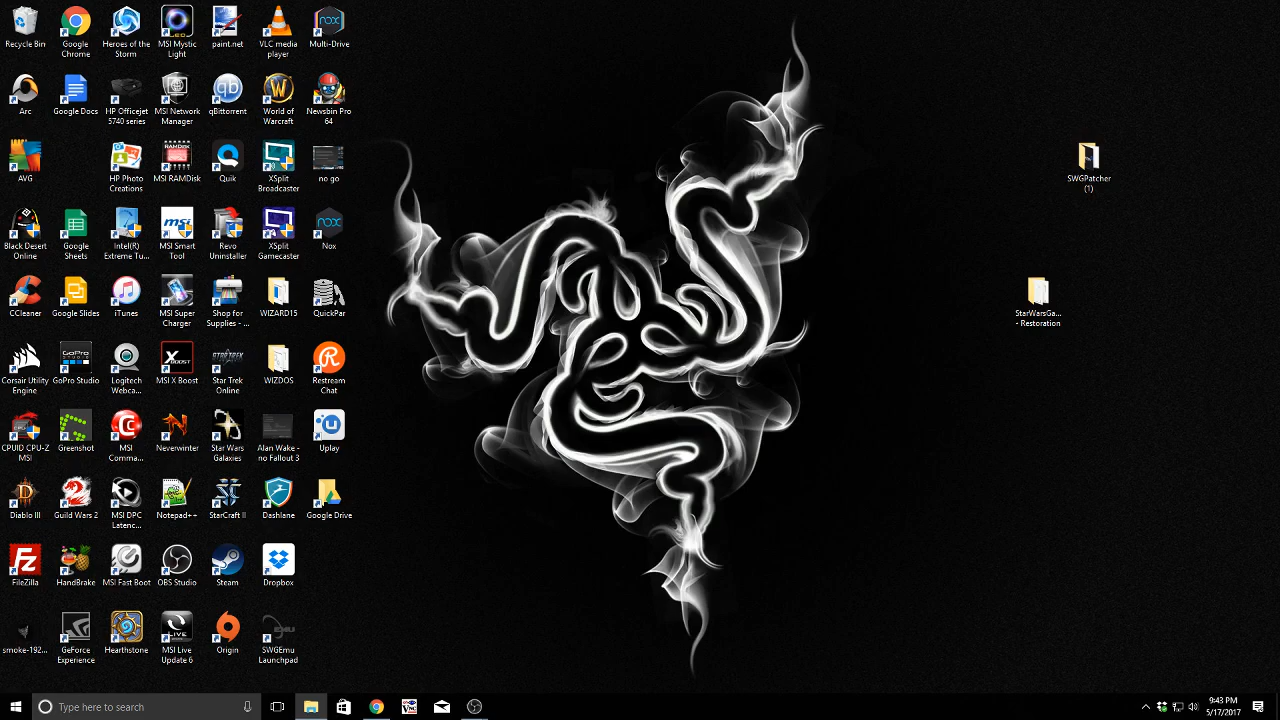 Recycle Bin
Google
Chrome
Heroes of the
Storm
MSI Mystic
Light
paint.net
VLC media
player
Multi-Drive
Arc
Google Docs
HP Officejet
5740 series
MSI Network
Manager
qBittorrent
World of
Warcraft
Newsbin Pro
64
AVG
HP Photo
Creations
MSI RAMDisk
Quik
XSplit
Broadcaster
no go
Black Desert
Online
Google
Sheets
Intel(R)
Extreme Tu...
MSI Smart
Tool
Revo
Uninstaller
XSplit
Gamecaster
Nox
CCleaner
Google Slides
iTunes
MSI Super
Charger
Shop for
Supplies - ...
WIZARD15
QuickPar
Corsair Utility
Engine
GoPro Studio
Logitech
Webca...
MSI X Boost
Star Trek
Online
WIZDOS
Restream
Chat
CPUID CPU-Z
MSI
Greenshot
MSI
Comma...
Neverwinter
Star Wars
Galaxies
Alan Wake -
no Fallout 3
Uplay
Diablo III
Guild Wars 2
MSI DPC
Latenc...
Notepad++
StarCraft II
Dashlane
Google Drive
FileZilla
HandBrake
MSI Fast Boot
OBS Studio
Steam
Dropbox
smoke-192...
GeForce
Experience
Hearthstone
MSI Live
Update 6
Origin
SWGEmu
Launchpad
SWGPatcher
(1)
StarWarsGa...
- Restoration
Type here to search
9:43 PM
5/17/2017